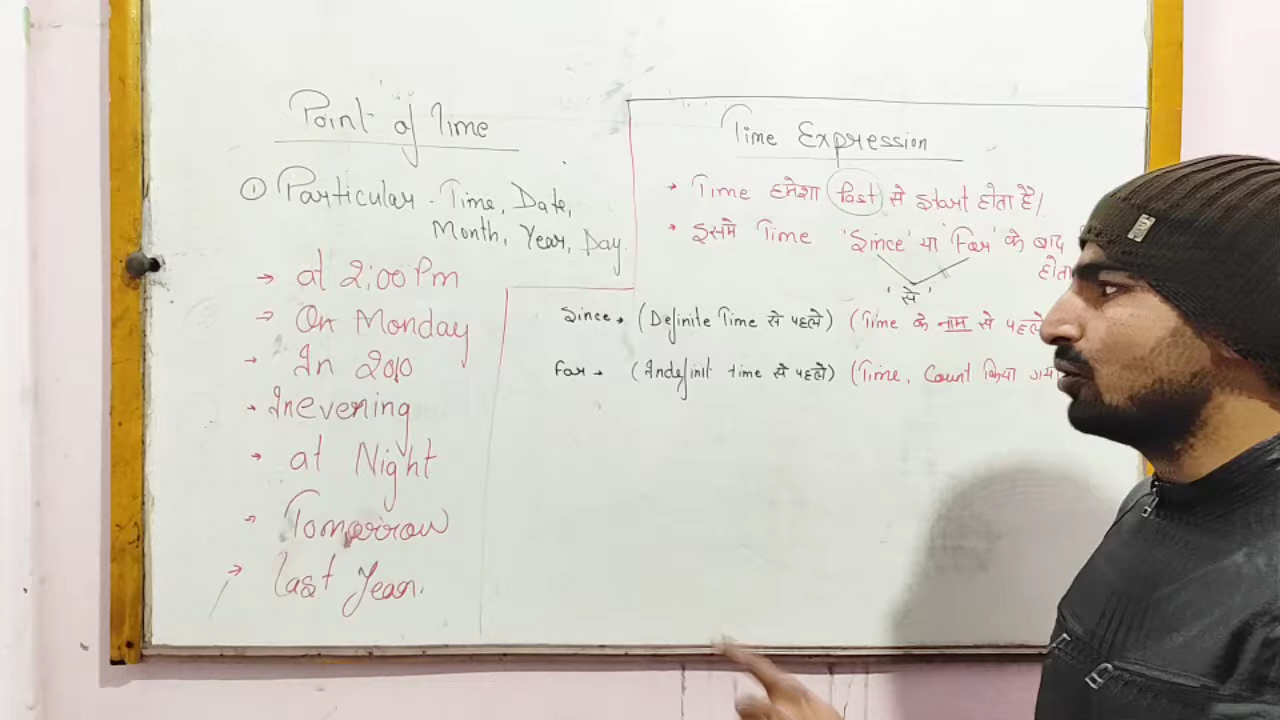 Point of Time
① Particular - Time, Date,
Month, Year, Day.
→ at 2:00 Pm
→ On Monday
→ In 2010
→ In evening
→ at Night
→ Tomorrow
→ last Year.
Time Expression
→ Time हमेशा Past से Start होता है।
→ इसमे Time 'Since' या 'For' के बाद
होता
'से'
Since → (Definite Time से पहले) (Time के नाम से पहले
For → (Indefinit time से पहले) (Time, Count किया गया